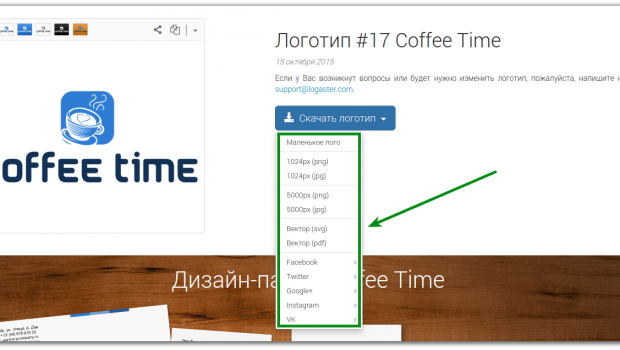 Логотип #17 Coffee Time
15 октября 2015
Если у Вас возникнут вопросы или будет нужно изменить логотип, пожалуйста, напишите
support@logaster.com.
Скачать логотип
Маленькое лого
1024px (png)
1024px (jpg)
5000px (png)
5000px (jpg)
Вектор (svg)
Вектор (pdf)
Facebook
Twitter
Google+
Instagram
VK
offee time
Дизайн-па ffee Time